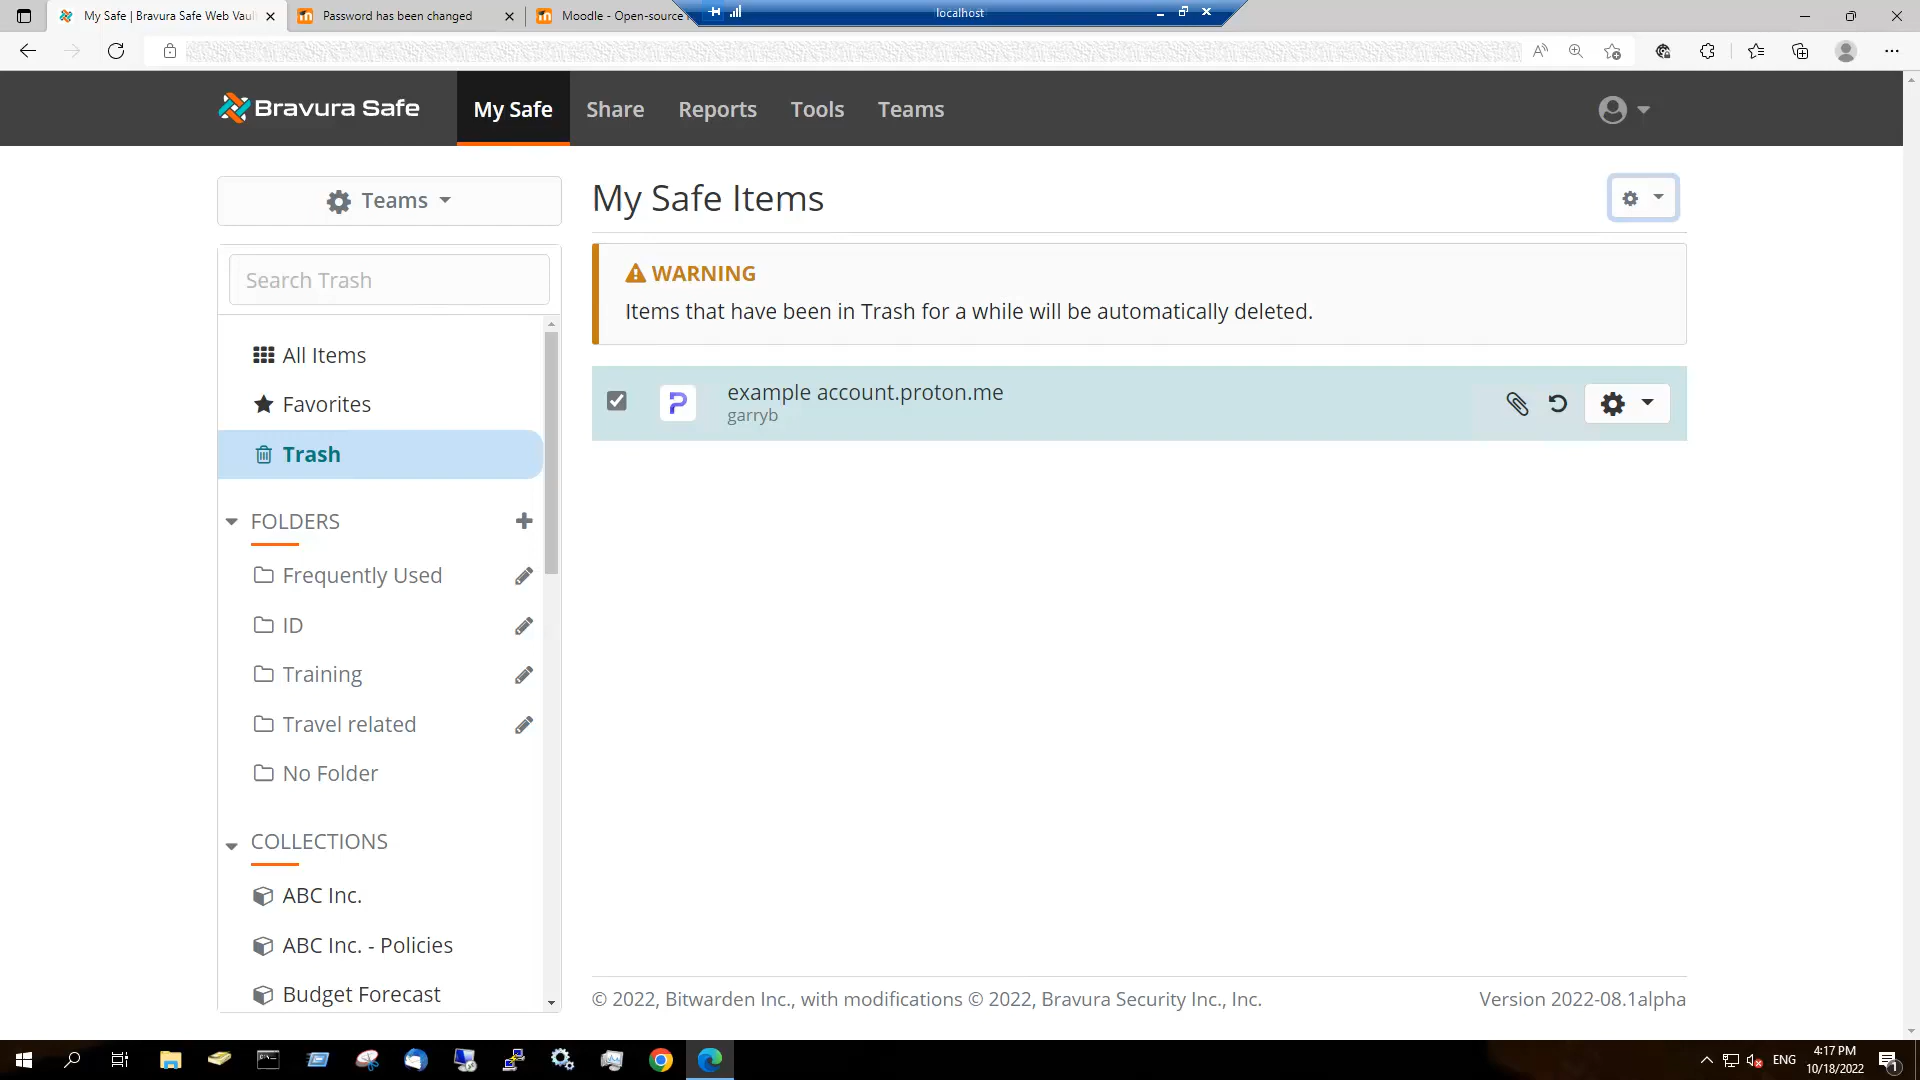 My Safe | Bravura Safe Web Vaul
Password has been changed
Moodle - Open-source
localhost
Bravura Safe
My Safe
Share
Reports
Tools
Teams
Teams
My Safe Items
Search Trash
WARNING
Items that have been in Trash for a while will be automatically deleted.
All Items
Favorites
Trash
example account.proton.me
garryb
FOLDERS
Frequently Used
ID
Training
Travel related
No Folder
COLLECTIONS
ABC Inc.
ABC Inc. - Policies
Budget Forecast
© 2022, Bitwarden Inc., with modifications © 2022, Bravura Security Inc., Inc.
Version 2022-08.1alpha
ENG
4:17 PM
10/18/2022
1